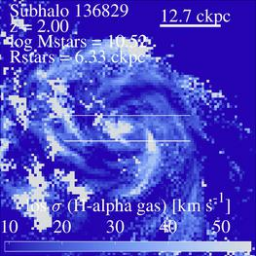 Subhalo 136829
12.7 ckpc
z = 2.00
log Mstars = 10.52
Rstars = 6.33 ckpc
log σ (H-alpha gas) [km s⁻¹]
10 20 30 40 50